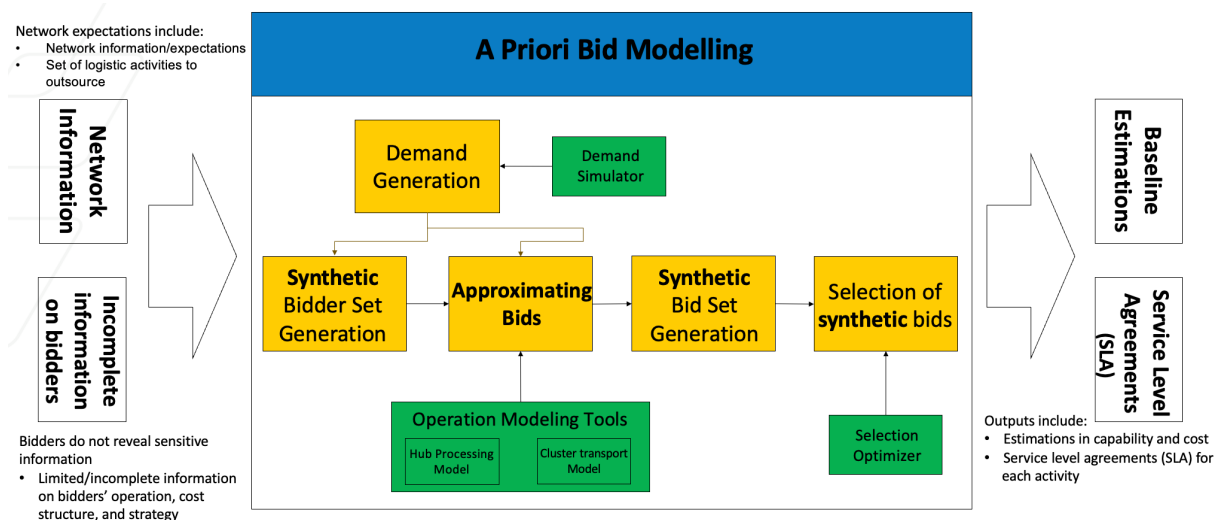 Network expectations include:
• Network information/expectations
• Set of logistic activities to
outsource
Network
Information
Incomplete
information
on bidders
Bidders do not reveal sensitive
information
• Limited/incomplete information
on bidders’ operation, cost
structure, and strategy
A Priori Bid Modelling
Demand
Generation
Demand
Simulator
Synthetic
Bidder Set
Generation
Approximating
Bids
Synthetic
Bid Set
Generation
Selection of
synthetic bids
Operation Modeling Tools
Hub Processing
Model
Cluster transport
Model
Selection
Optimizer
Baseline
Estimations
Service Level
Agreements
(SLA)
Outputs include:
• Estimations in capability and cost
• Service level agreements (SLA) for
each activity